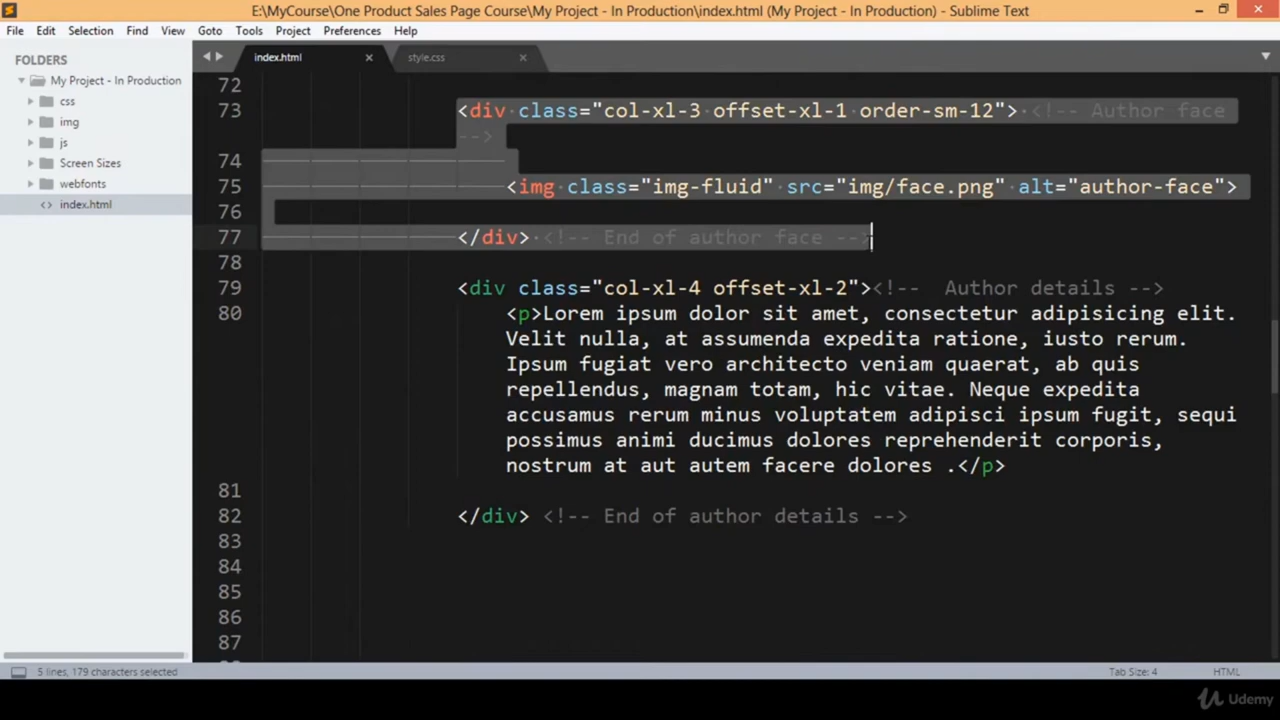 E:\MyCourse\One Product Sales Page Course\My Project - In Production\index.html (My Project - In Production) - Sublime Text
File Edit Selection Find View Goto Tools Project Preferences Help
FOLDERS
My Project - In Production
css
img
js
Screen Sizes
webfonts
<> index.html
index.html × style.css ×
72
73 <div class="col-xl-3 offset-xl-1 order-sm-12"> <!-- Author face
-->
74
75 <img class="img-fluid" src="img/face.png" alt="author-face">
76
77 </div> <!-- End of author face -->
78
79 <div class="col-xl-4 offset-xl-2"><!--  Author details -->
80 <p>Lorem ipsum dolor sit amet, consectetur adipisicing elit.
Velit nulla, at assumenda expedita ratione, iusto rerum.
Ipsum fugiat vero architecto veniam quaerat, ab quis
repellendus, magnam totam, hic vitae. Neque expedita
accusamus rerum minus voluptatem adipisci ipsum fugit, sequi
possimus animi ducimus dolores reprehenderit corporis,
nostrum at aut autem facere dolores .</p>
81
82 </div> <!-- End of author details -->
83
84
85
86
87
5 lines, 179 characters selected
Tab Size: 4
HTML
Udemy